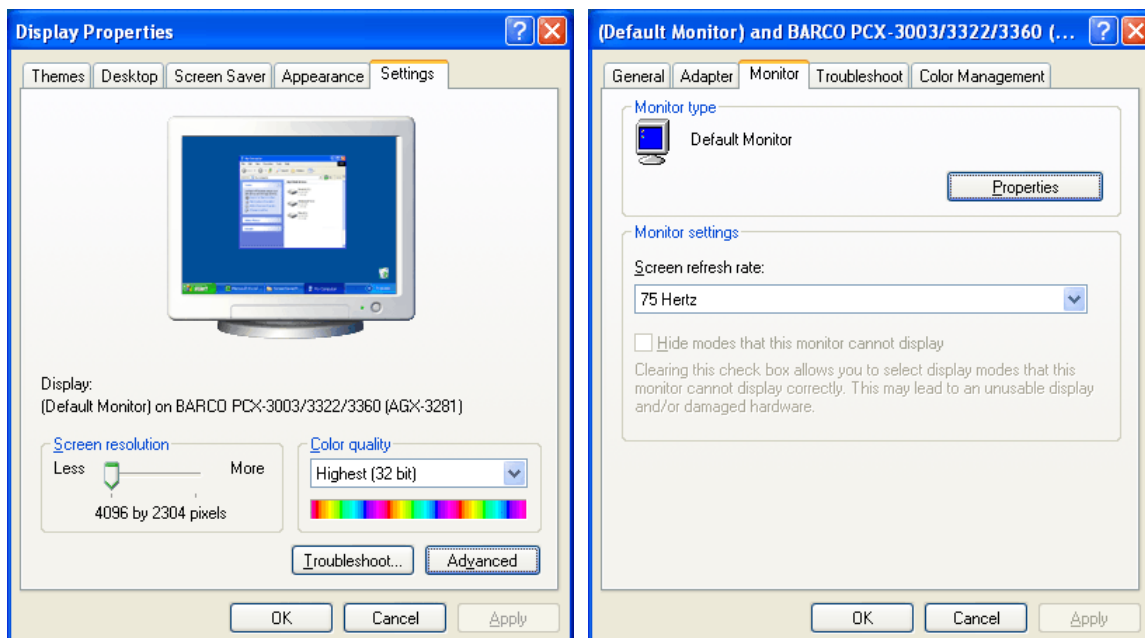 Display Properties
Themes Desktop Screen Saver Appearance Settings
Display:
(Default Monitor) on BARCO PCX-3003/3322/3360 (AGX-3281)
Screen resolution
Less More
4096 by 2304 pixels
Color quality
Highest (32 bit)
Troubleshoot... Advanced
OK Cancel Apply
(Default Monitor) and BARCO PCX-3003/3322/3360 (...
General Adapter Monitor Troubleshoot Color Management
Monitor type
Default Monitor
Properties
Monitor settings
Screen refresh rate:
75 Hertz
Hide modes that this monitor cannot display
Clearing this check box allows you to select display modes that this
monitor cannot display correctly. This may lead to an unusable display
and/or damaged hardware.
OK Cancel Apply